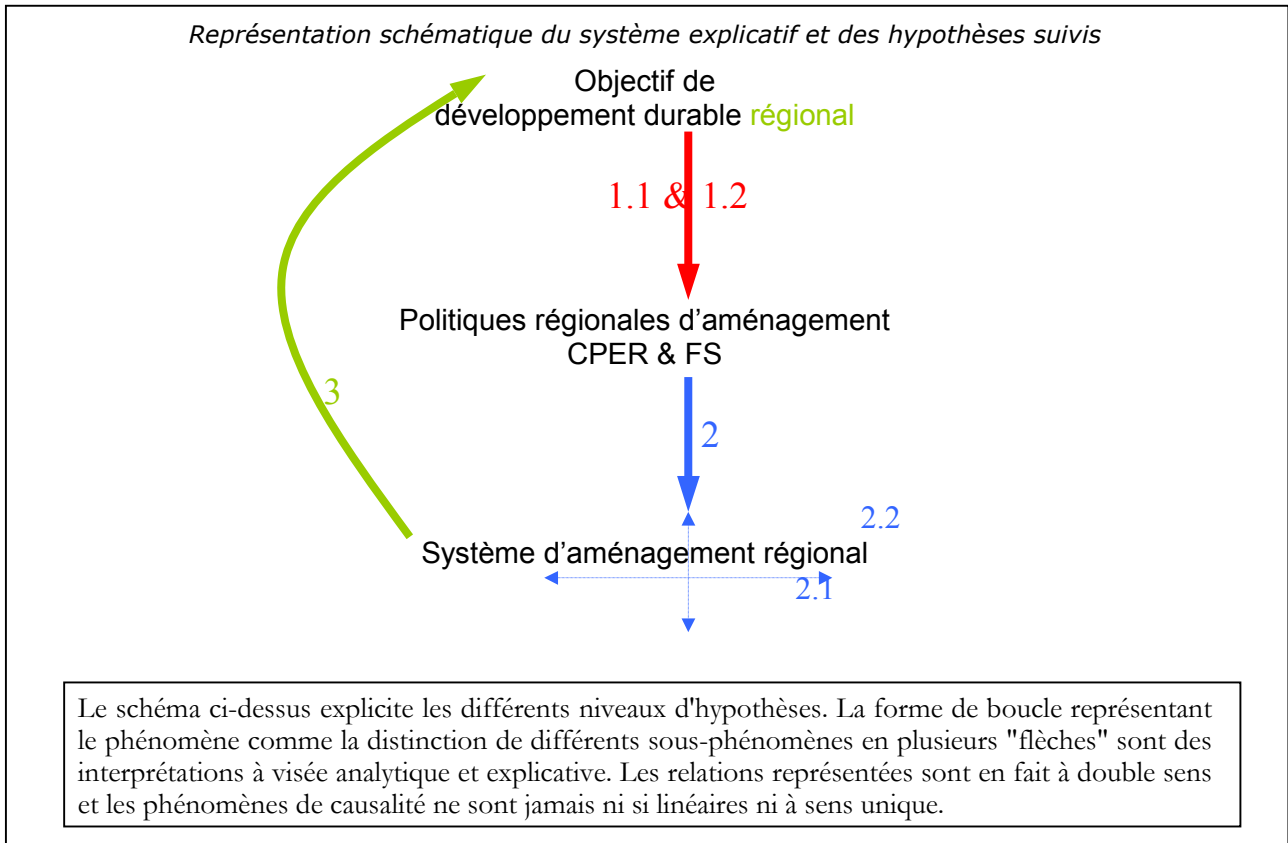 Représentation schématique du système explicatif et des hypothèses suivis
Objectif de
développement durable régional
1.1 & 1.2
Politiques régionales d’aménagement
CPER & FS
3
2
2.2
Système d’aménagement régional
2.1
Le schéma ci-dessus explicite les différents niveaux d'hypothèses. La forme de boucle représentant
le phénomène comme la distinction de différents sous-phénomènes en plusieurs "flèches" sont des
interprétations à visée analytique et explicative. Les relations représentées sont en fait à double sens
et les phénomènes de causalité ne sont jamais ni si linéaires ni à sens unique.